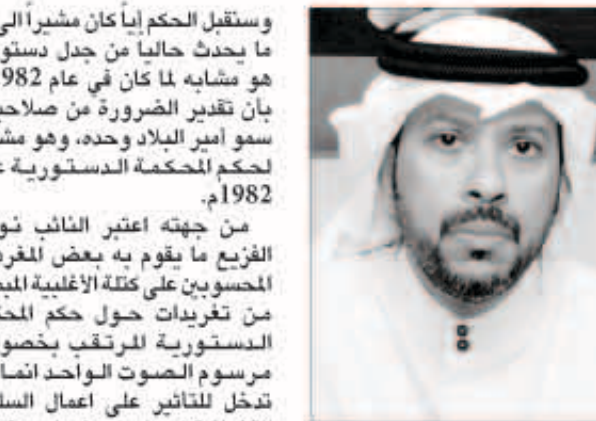 وسنقبل الحكم إياً كان مشيراً الى
ما يحدث حالياً من جدل دستو
هو مشابه لما كان في عام 1982
بأن تقدير الضرورة من صلاحي
سمو أمير البلاد وحده، وهو مش
لحكم المحكمة الدستورية ع
1982م.
من جهته اعتبر النائب نو
الفزيع ما يقوم به بعض المغرد
المحسوبين على كتلة الأغلبية المب
من تغريدات حول حكم المح
الدستورية المرتقب بخصو
مرسوم الصوت الواحد انما
تدخل للتأثير على اعمال السل